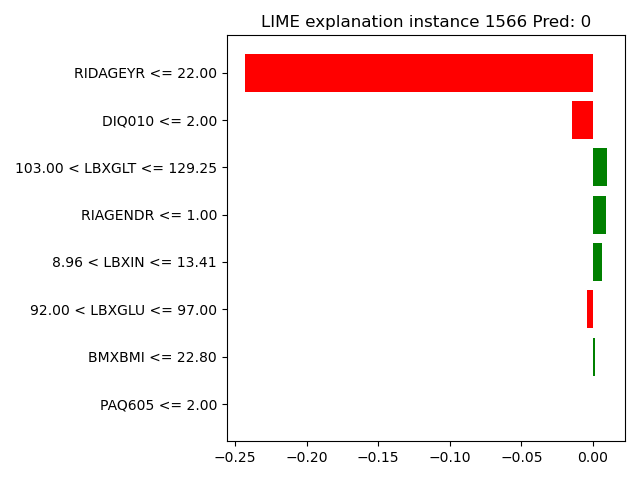 LIME explanation instance 1566 Pred: 0
RIDAGEYR <= 22.00
DIQ010 <= 2.00
103.00 < LBXGLT <= 129.25
RIAGENDR <= 1.00
8.96 < LBXIN <= 13.41
92.00 < LBXGLU <= 97.00
BMXBMI <= 22.80
PAQ605 <= 2.00
−0.25 −0.20 −0.15 −0.10 −0.05 0.00